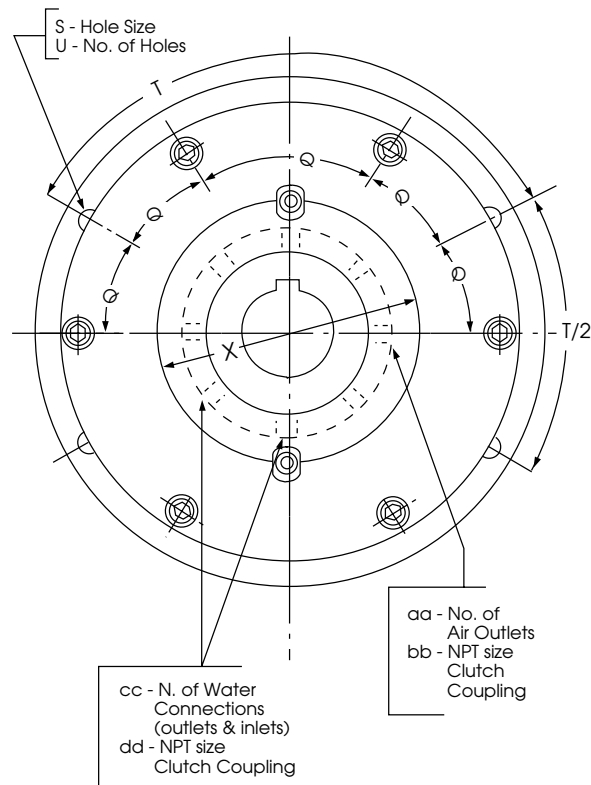 S - Hole Size
U - No. of Holes
T
Q
Q
Q
Q
Q
X
T/2
aa - No. of
Air Outlets
bb - NPT size
Clutch
Coupling
cc - N. of Water
Connections
(outlets & inlets)
dd - NPT size
Clutch Coupling